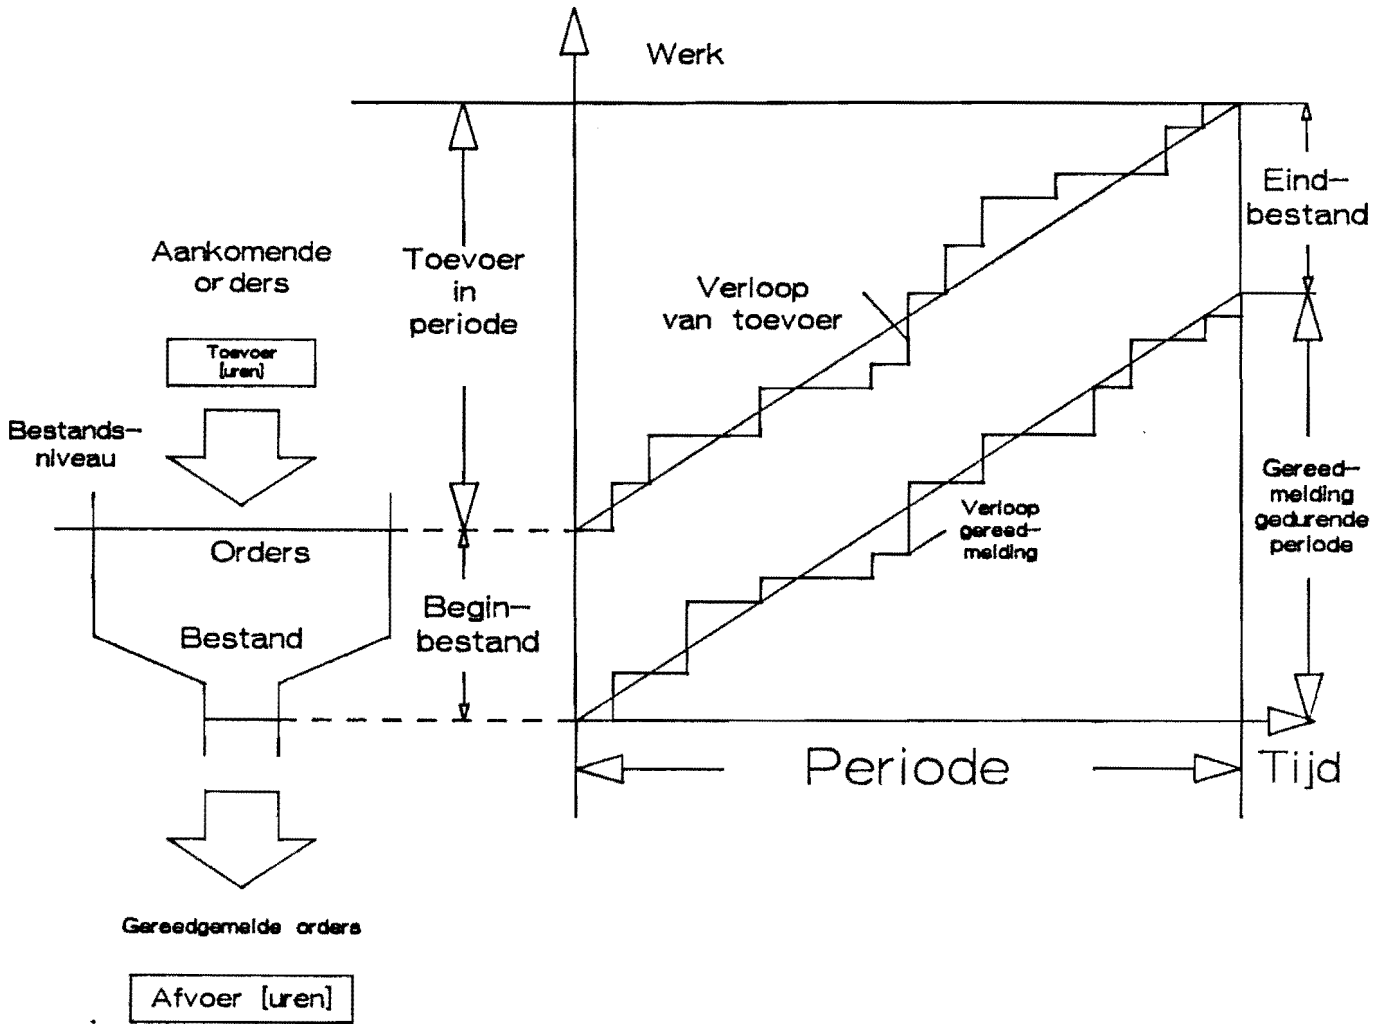 Werk
Aankomende
orders
Toevoer
[uren]
Bestands-
niveau
Orders
Bestand
Gereedgemelde orders
Afvoer [uren]
Toevoer
in
periode
Begin-
bestand
Verloop
van toevoer
Verloop
gereed-
melding
Eind-
bestand
Gereed-
melding
gedurende
periode
Periode
Tijd